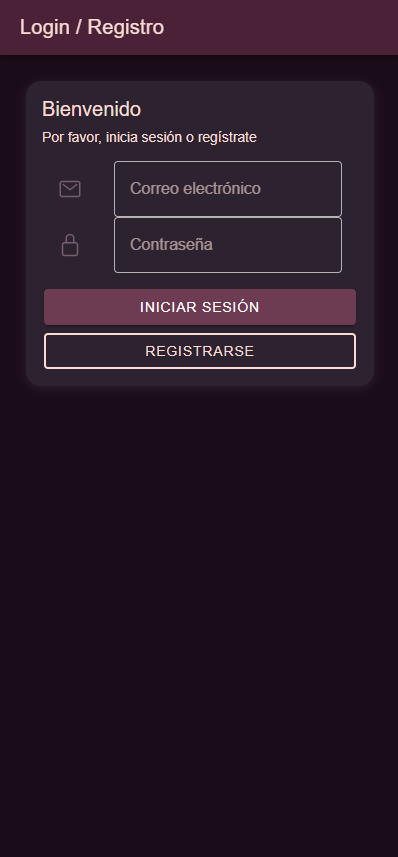 Login / Registro
Bienvenido
Por favor, inicia sesión o regístrate
Correo electrónico
Contraseña
INICIAR SESIÓN
REGISTRARSE